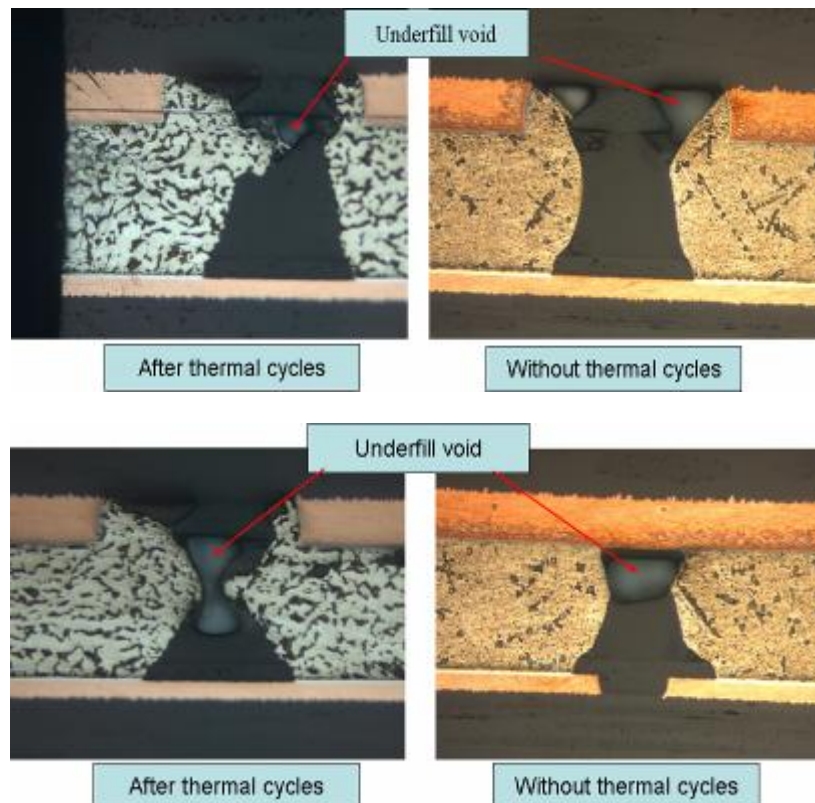 Underfill void
After thermal cycles
Without thermal cycles
Underfill void
After thermal cycles
Without thermal cycles